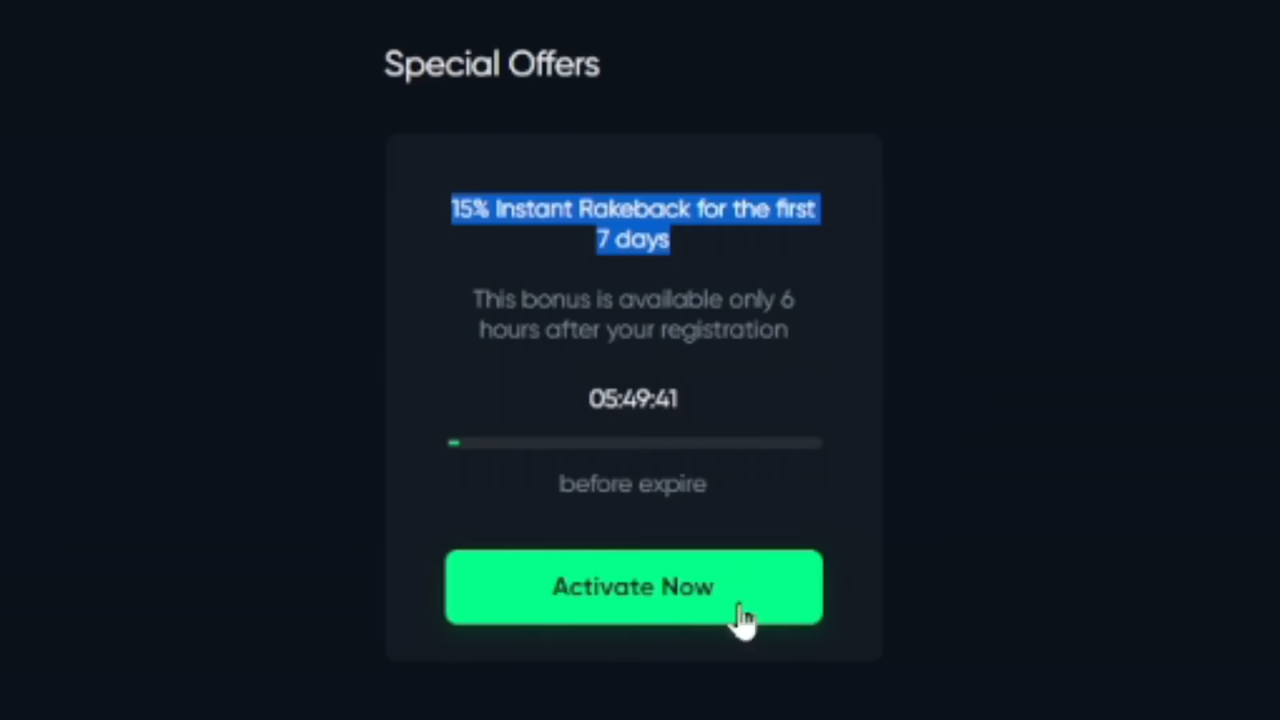 Special Offers
15% Instant Rakeback for the first
7 days
This bonus is available only 6
hours after your registration
05:49:41
before expire
Activate Now